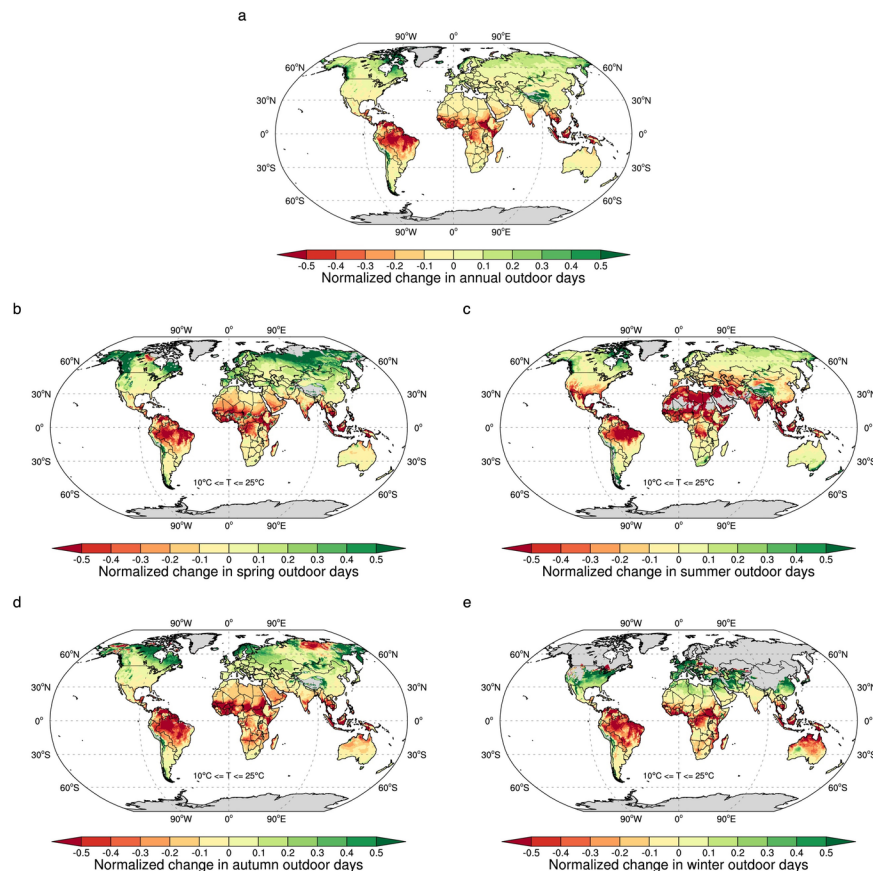 a
90°W 0° 90°E
60°N
60°N
30°N
30°N
0°
0°
30°S
30°S
60°S
60°S
90°W 0° 90°E
-0.5 -0.4 -0.3 -0.2 -0.1 0 0.1 0.2 0.3 0.4 0.5
Normalized change in annual outdoor days
b
90°W 0° 90°E
60°N
60°N
30°N
30°N
0°
0°
30°S
30°S
10°C <= T <= 25°C
60°S
60°S
90°W 0° 90°E
-0.5 -0.4 -0.3 -0.2 -0.1 0 0.1 0.2 0.3 0.4 0.5
Normalized change in spring outdoor days
c
90°W 0° 90°E
60°N
60°N
30°N
30°N
0°
0°
30°S
30°S
10°C <= T <= 25°C
60°S
60°S
90°W 0° 90°E
-0.5 -0.4 -0.3 -0.2 -0.1 0 0.1 0.2 0.3 0.4 0.5
Normalized change in summer outdoor days
d
90°W 0° 90°E
60°N
60°N
30°N
30°N
0°
0°
30°S
30°S
10°C <= T <= 25°C
60°S
60°S
90°W 0° 90°E
-0.5 -0.4 -0.3 -0.2 -0.1 0 0.1 0.2 0.3 0.4 0.5
Normalized change in autumn outdoor days
e
90°W 0° 90°E
60°N
60°N
30°N
30°N
0°
0°
30°S
30°S
10°C <= T <= 25°C
60°S
60°S
90°W 0° 90°E
-0.5 -0.4 -0.3 -0.2 -0.1 0 0.1 0.2 0.3 0.4 0.5
Normalized change in winter outdoor days